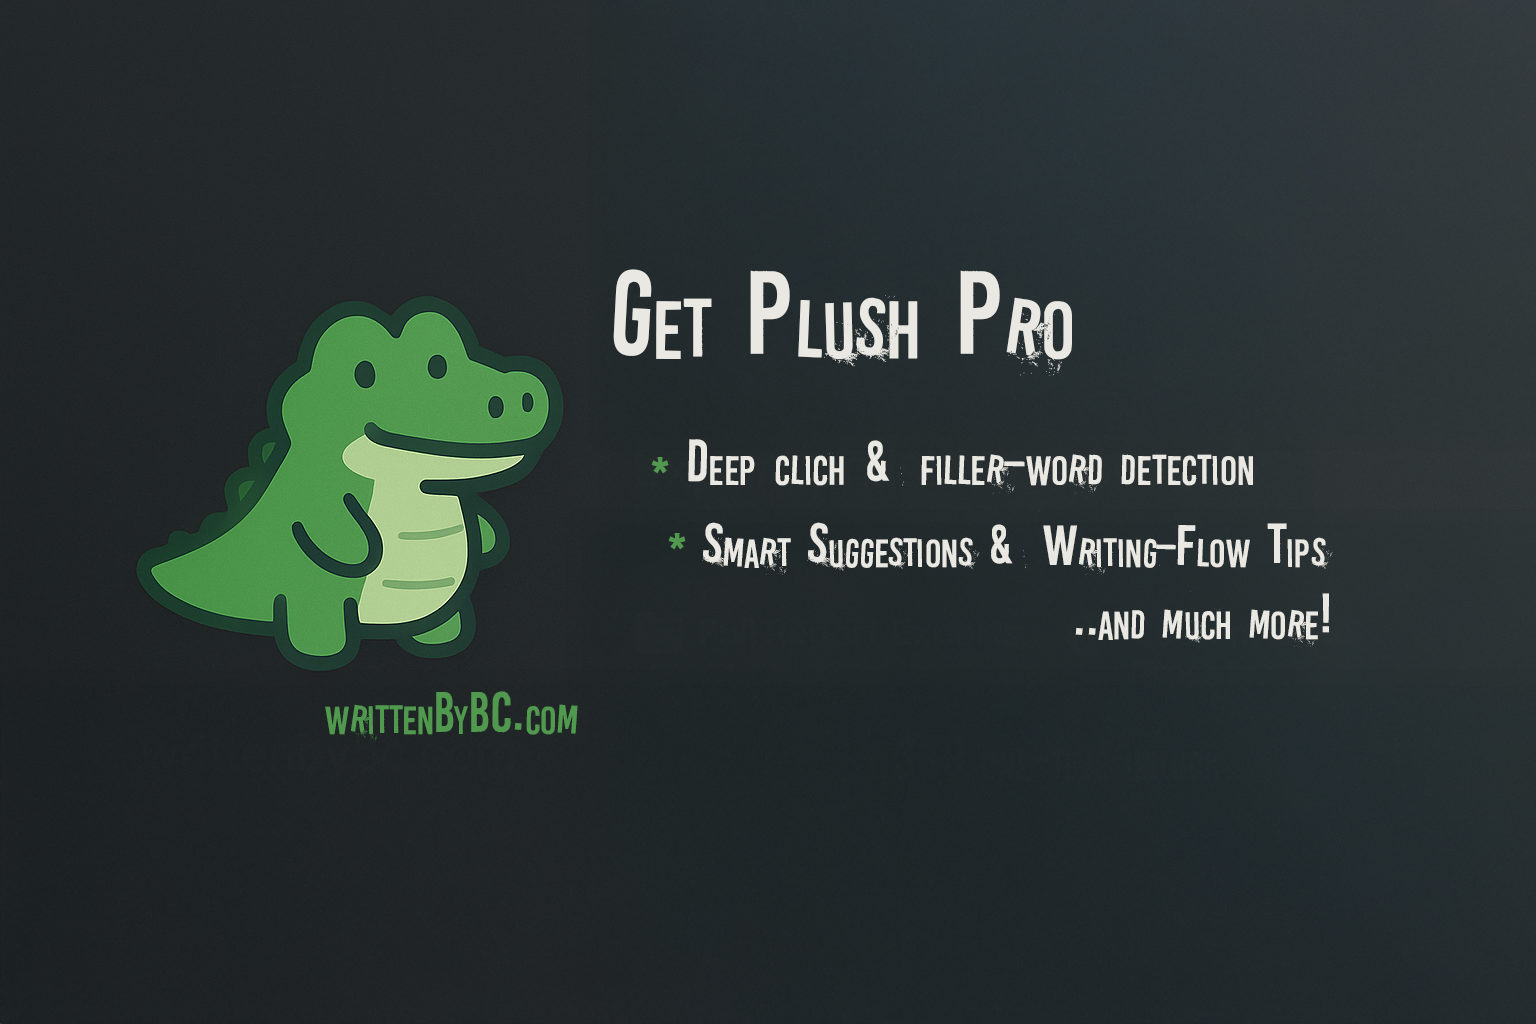 Get Plush Pro
* Deep clich & filler-word detection
* Smart Suggestions & Writing-Flow Tips
..and much more!
writtenByBC.com